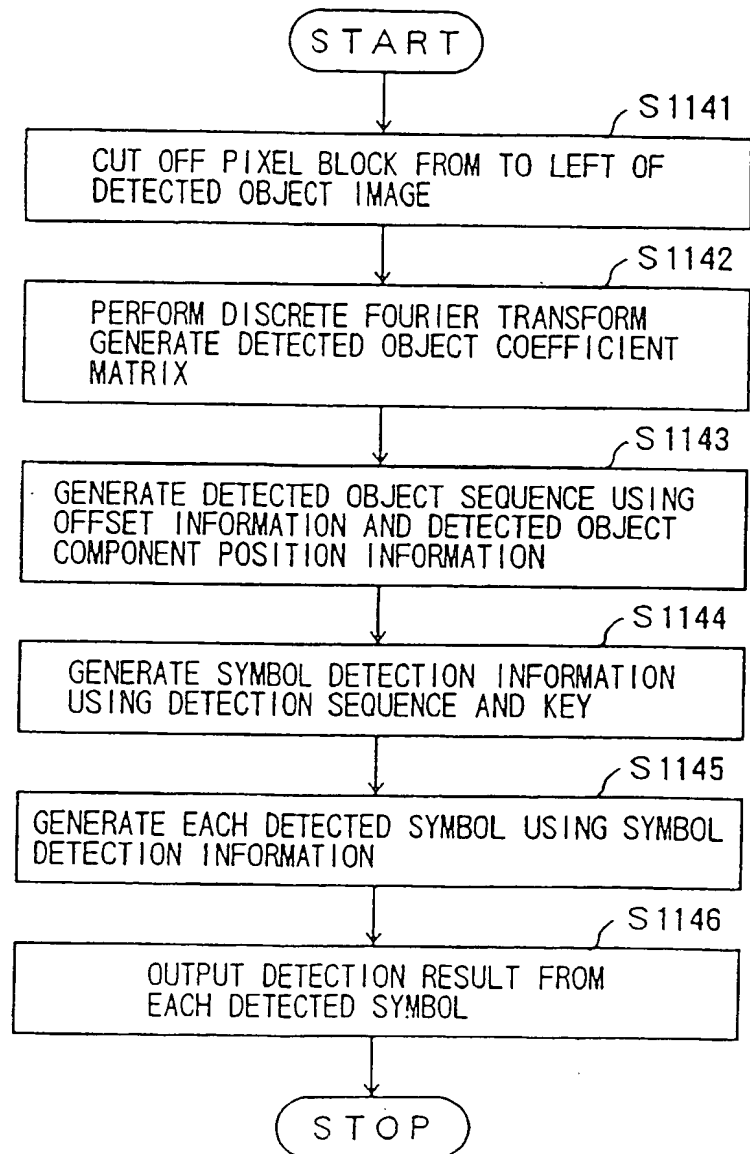 START
S1141
CUT OFF PIXEL BLOCK FROM TO LEFT OF
DETECTED OBJECT IMAGE
S1142
PERFORM DISCRETE FOURIER TRANSFORM
GENERATE DETECTED OBJECT COEFFICIENT
MATRIX
S1143
GENERATE DETECTED OBJECT SEQUENCE USING
OFFSET INFORMATION AND DETECTED OBJECT
COMPONENT POSITION INFORMATION
S1144
GENERATE SYMBOL DETECTION INFORMATION
USING DETECTION SEQUENCE AND KEY
S1145
GENERATE EACH DETECTED SYMBOL USING SYMBOL
DETECTION INFORMATION
S1146
OUTPUT DETECTION RESULT FROM
EACH DETECTED SYMBOL
STOP